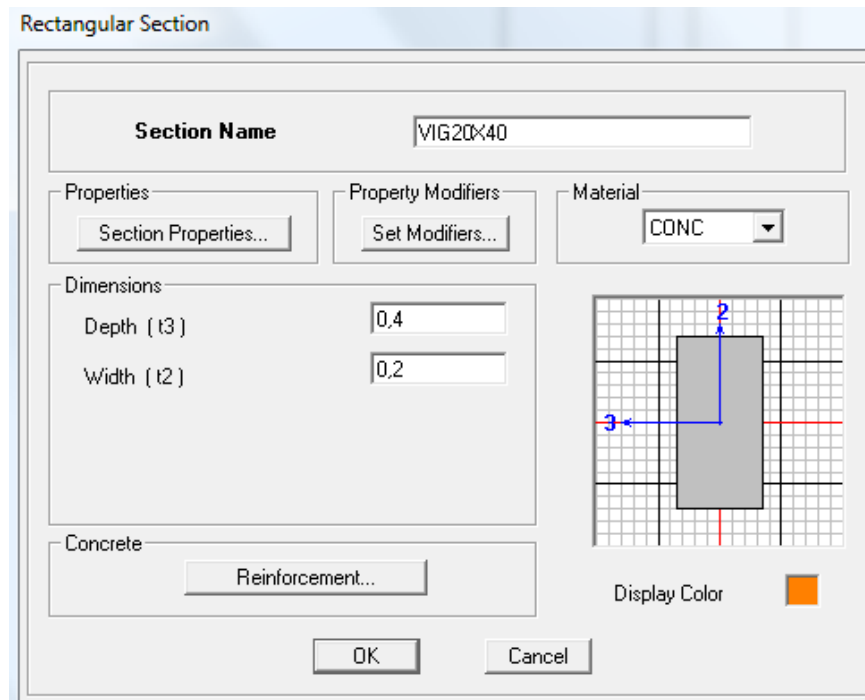 Rectangular Section
Section Name VIG20X40
Properties
Section Properties...
Property Modifiers
Set Modifiers...
Material
CONC
Dimensions
Depth ( t3 ) 0,4
Width ( t2 ) 0,2
2
3
Concrete
Reinforcement...
Display Color
OK Cancel